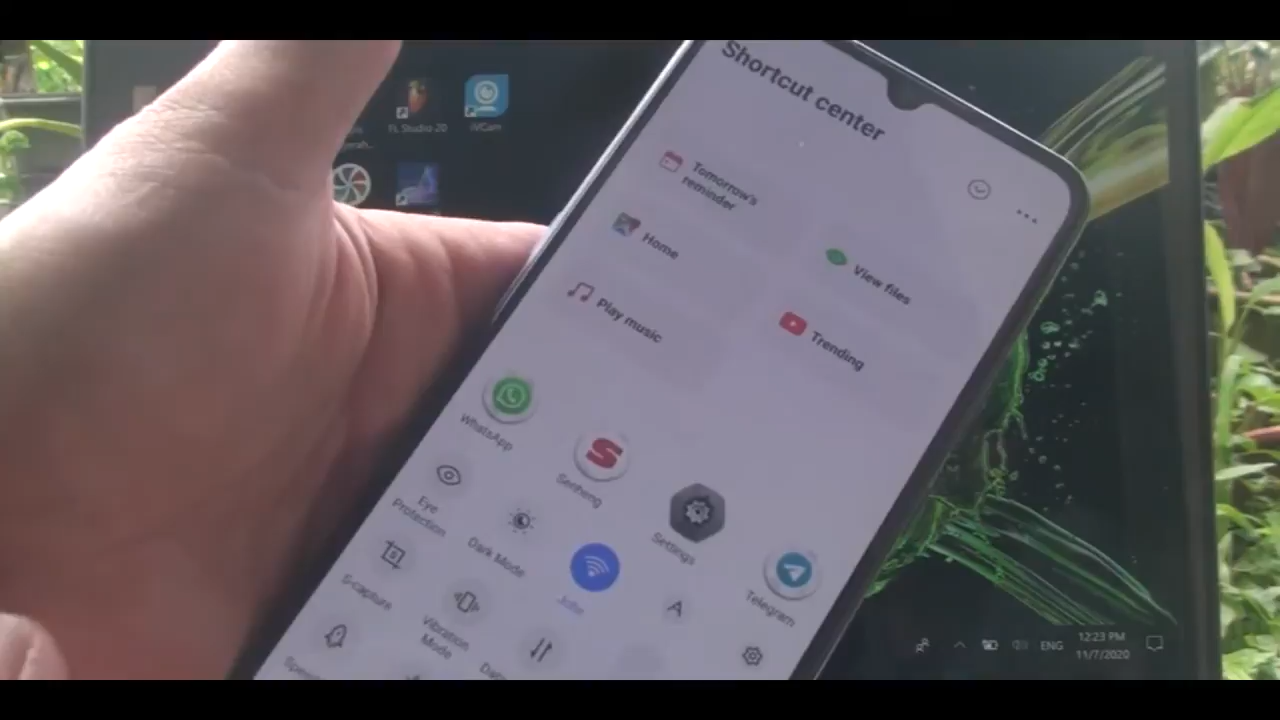 FL Studio 20
iVCam
Shortcut center
Tomorrow's
reminder
Home
View files
Play music
Trending
WhatsApp
Senheng
Settings
Telegram
Eye
Protection
Dark Mode
A
S-capture
Vibration
Mode
ENG
12:23 PM
11/7/2020